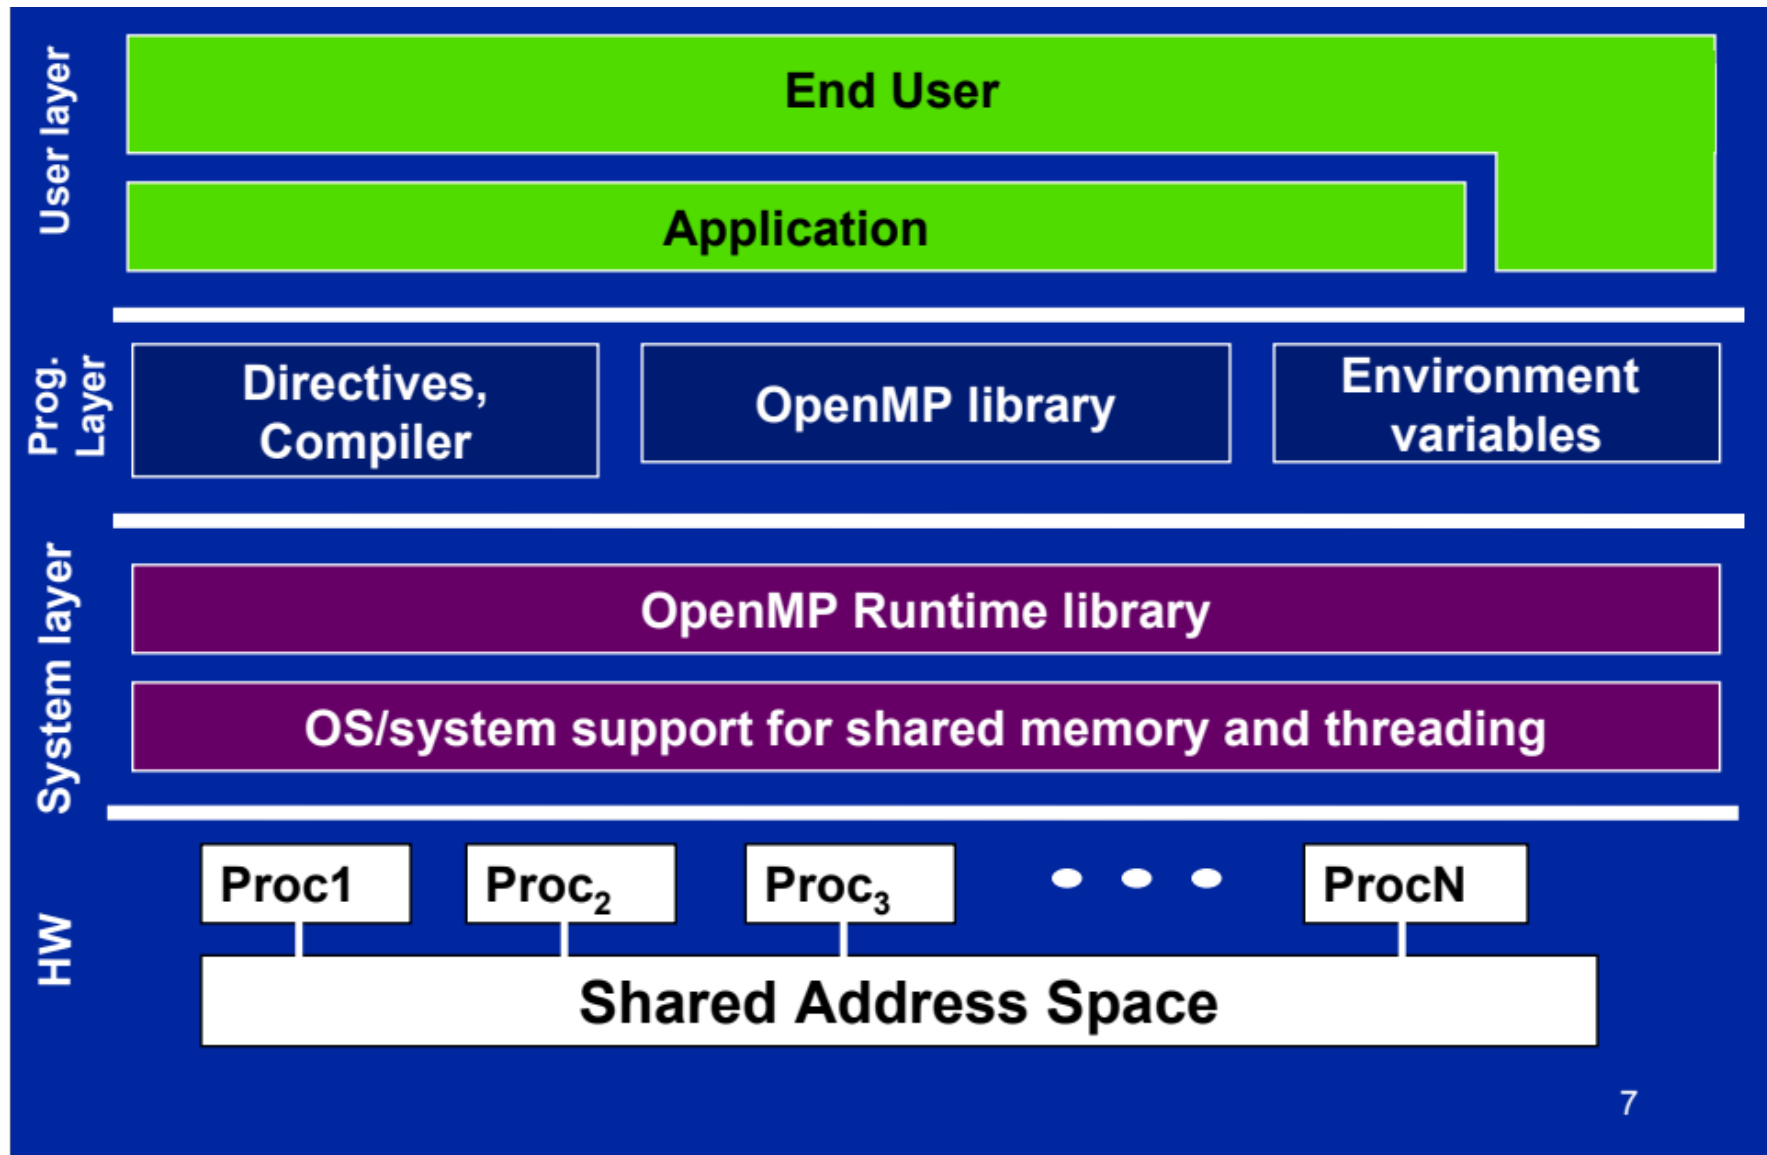 User layer
End User
Application
Prog.
Layer
Directives,
Compiler
OpenMP library
Environment
variables
System layer
OpenMP Runtime library
OS/system support for shared memory and threading
HW
Proc1
Proc₂
Proc₃
ProcN
Shared Address Space
7